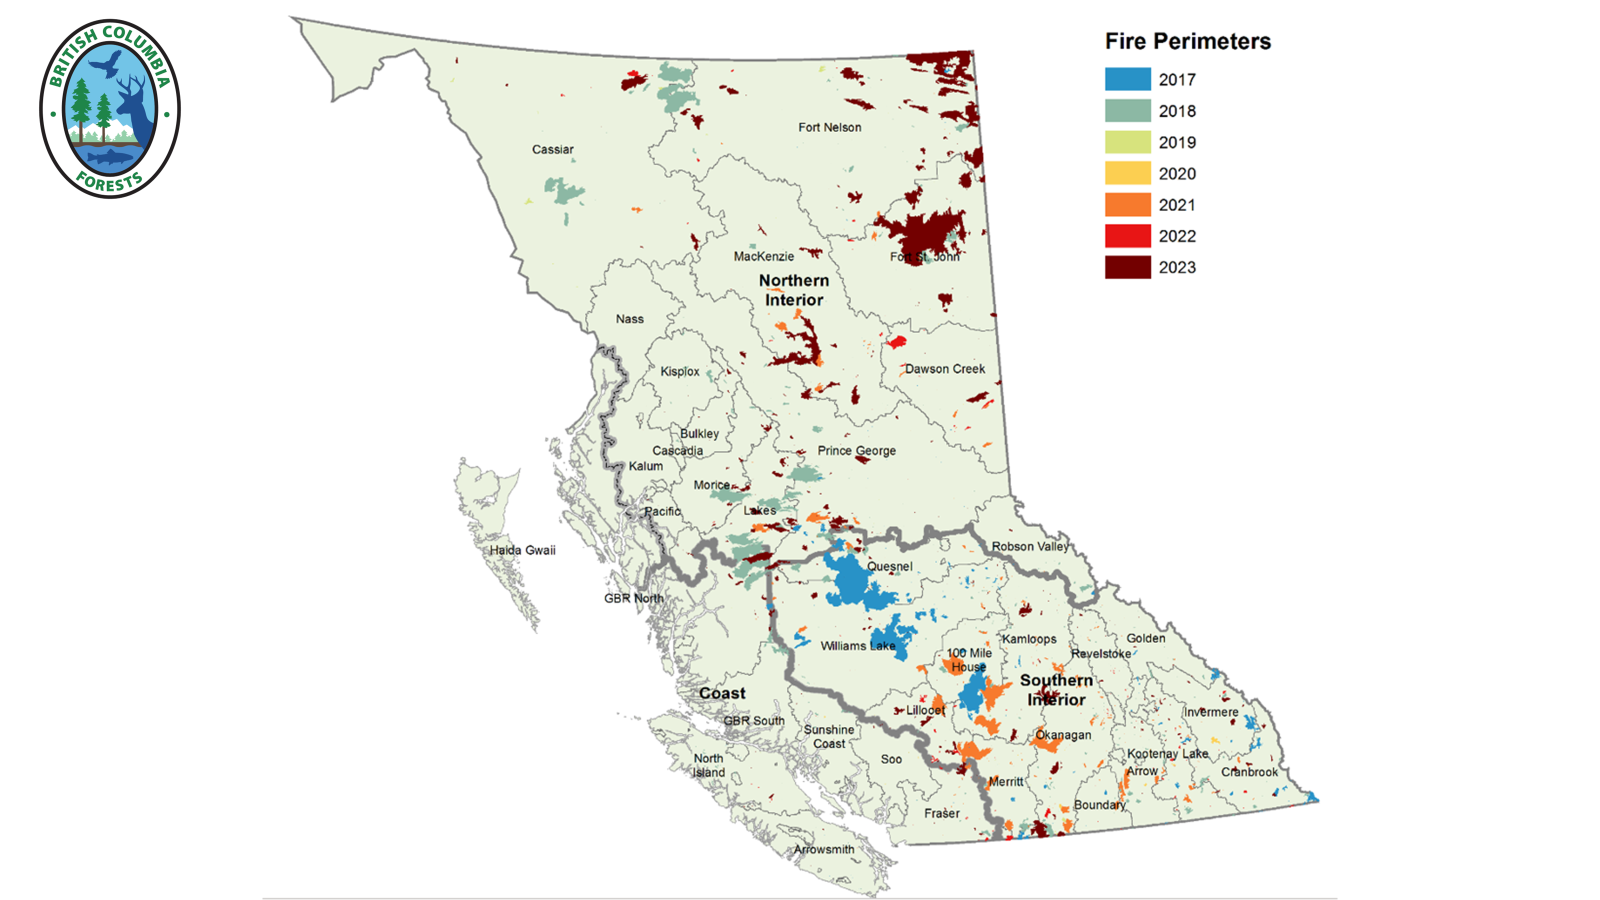 BRITISH COLUMBIA
FORESTS
Fire Perimeters
2017
2018
2019
2020
2021
2022
2023
Fort Nelson
Cassiar
MacKenzie
Fort St. John
Northern
Interior
Nass
Kispiox
Dawson Creek
Bulkley
Cascadia
Prince George
Kalum
Morice
Pacific
Lakes
Haida Gwaii
Robson Valley
Quesnel
GBR North
Williams Lake
100 Mile
House
Kamloops
Golden
Revelstoke
Southern
Interior
Coast
GBR South
Lillooet
Invermere
Sunshine
Coast
Okanagan
North
Island
Soo
Kootenay Lake
Arrow
Cranbrook
Merritt
Boundary
Fraser
Arrowsmith